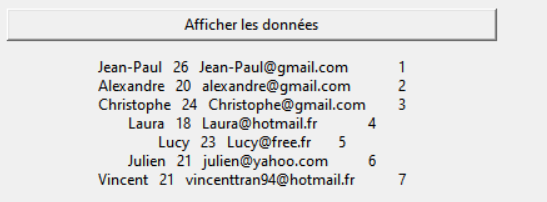 Afficher les données
Jean-Paul 26 Jean-Paul@gmail.com 1
Alexandre 20 alexandre@gmail.com 2
Christophe 24 Christophe@gmail.com 3
Laura 18 Laura@hotmail.fr 4
Lucy 23 Lucy@free.fr 5
Julien 21 julien@yahoo.com 6
Vincent 21 vincenttran94@hotmail.fr 7